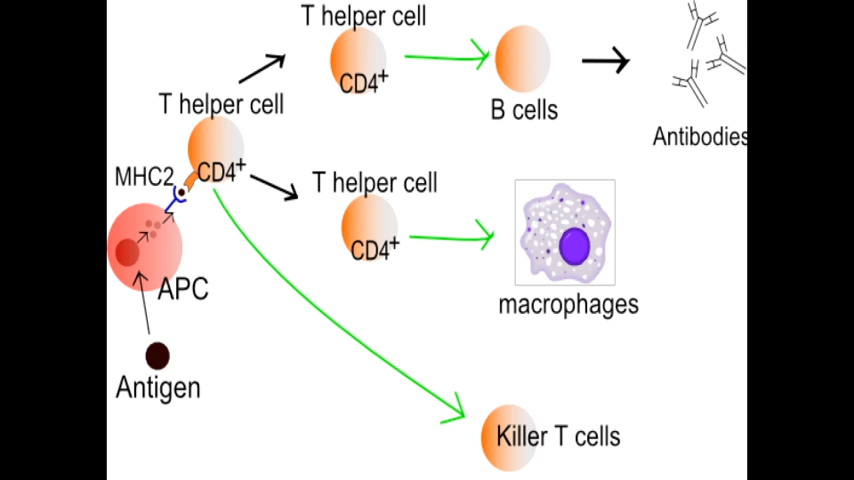 T helper cell
CD4+
B cells
Antibodies
T helper cell
CD4+
MHC2
T helper cell
CD4+
macrophages
APC
Antigen
Killer T cells